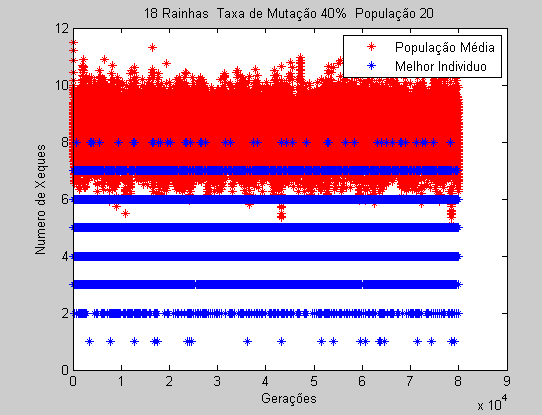 18 Rainhas Taxa de Mutação 40% População 20
População Média
Melhor Individuo
Numero de Xeques
12
10
8
6
4
2
0
0 1 2 3 4 5 6 7 8 9
x 10^4
Gerações